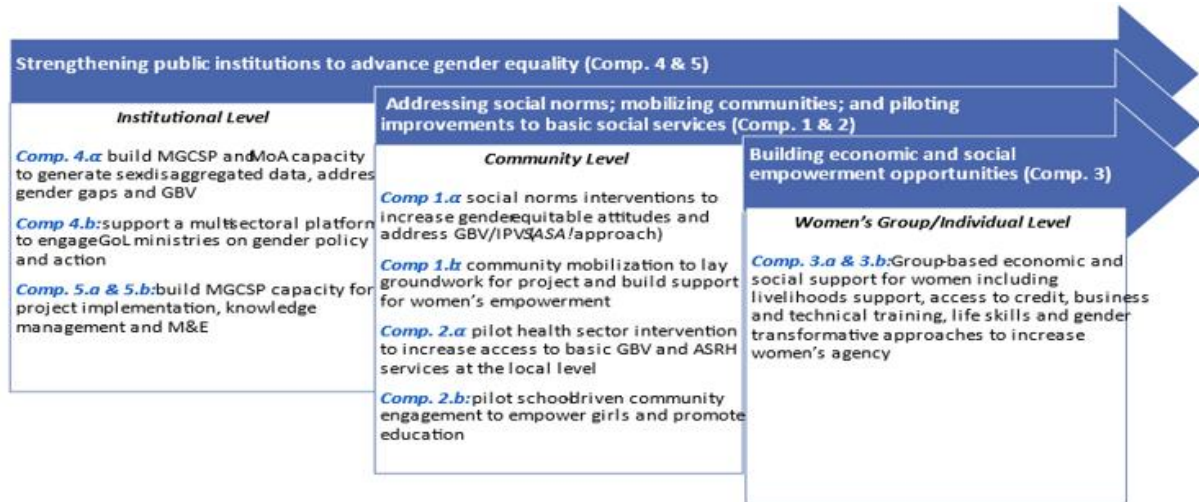 Strengthening public institutions to advance gender equality (Comp. 4 & 5)
Institutional Level
Comp. 4.a: build MGCSP and MoA capacity
to generate sexdisaggregated data, addres
gender gaps and GBV
Comp. 4.b: support a multisectoral platform
to engage GoL ministries on gender policy
and action
Comp. 5.a & 5.b: build MGCSP capacity for
project implementation, knowledge
management and M&E
Addressing social norms; mobilizing communities; and piloting
improvements to basic social services (Comp. 1 & 2)
Community Level
Comp 1.a social norms interventions to
increase genderequitable attitudes and
address GBV/IPV (SASA! approach)
Comp 1.b community mobilization to lay
groundwork for project and build support
for women's empowerment
Comp. 2.a: pilot health sector intervention
to increase access to basic GBV and ASRH
services at the local level
Comp. 2.b: pilot schooldriven community
engagement to empower girls and promote
education
Building economic and social
empowerment opportunities (Comp. 3)
Women's Group/Individual Level
Comp. 3.a & 3.b: Group-based economic and
social support for women including
livelihoods support, access to credit, business
and technical training, life skills and gender
transformative approaches to increase
women's agency